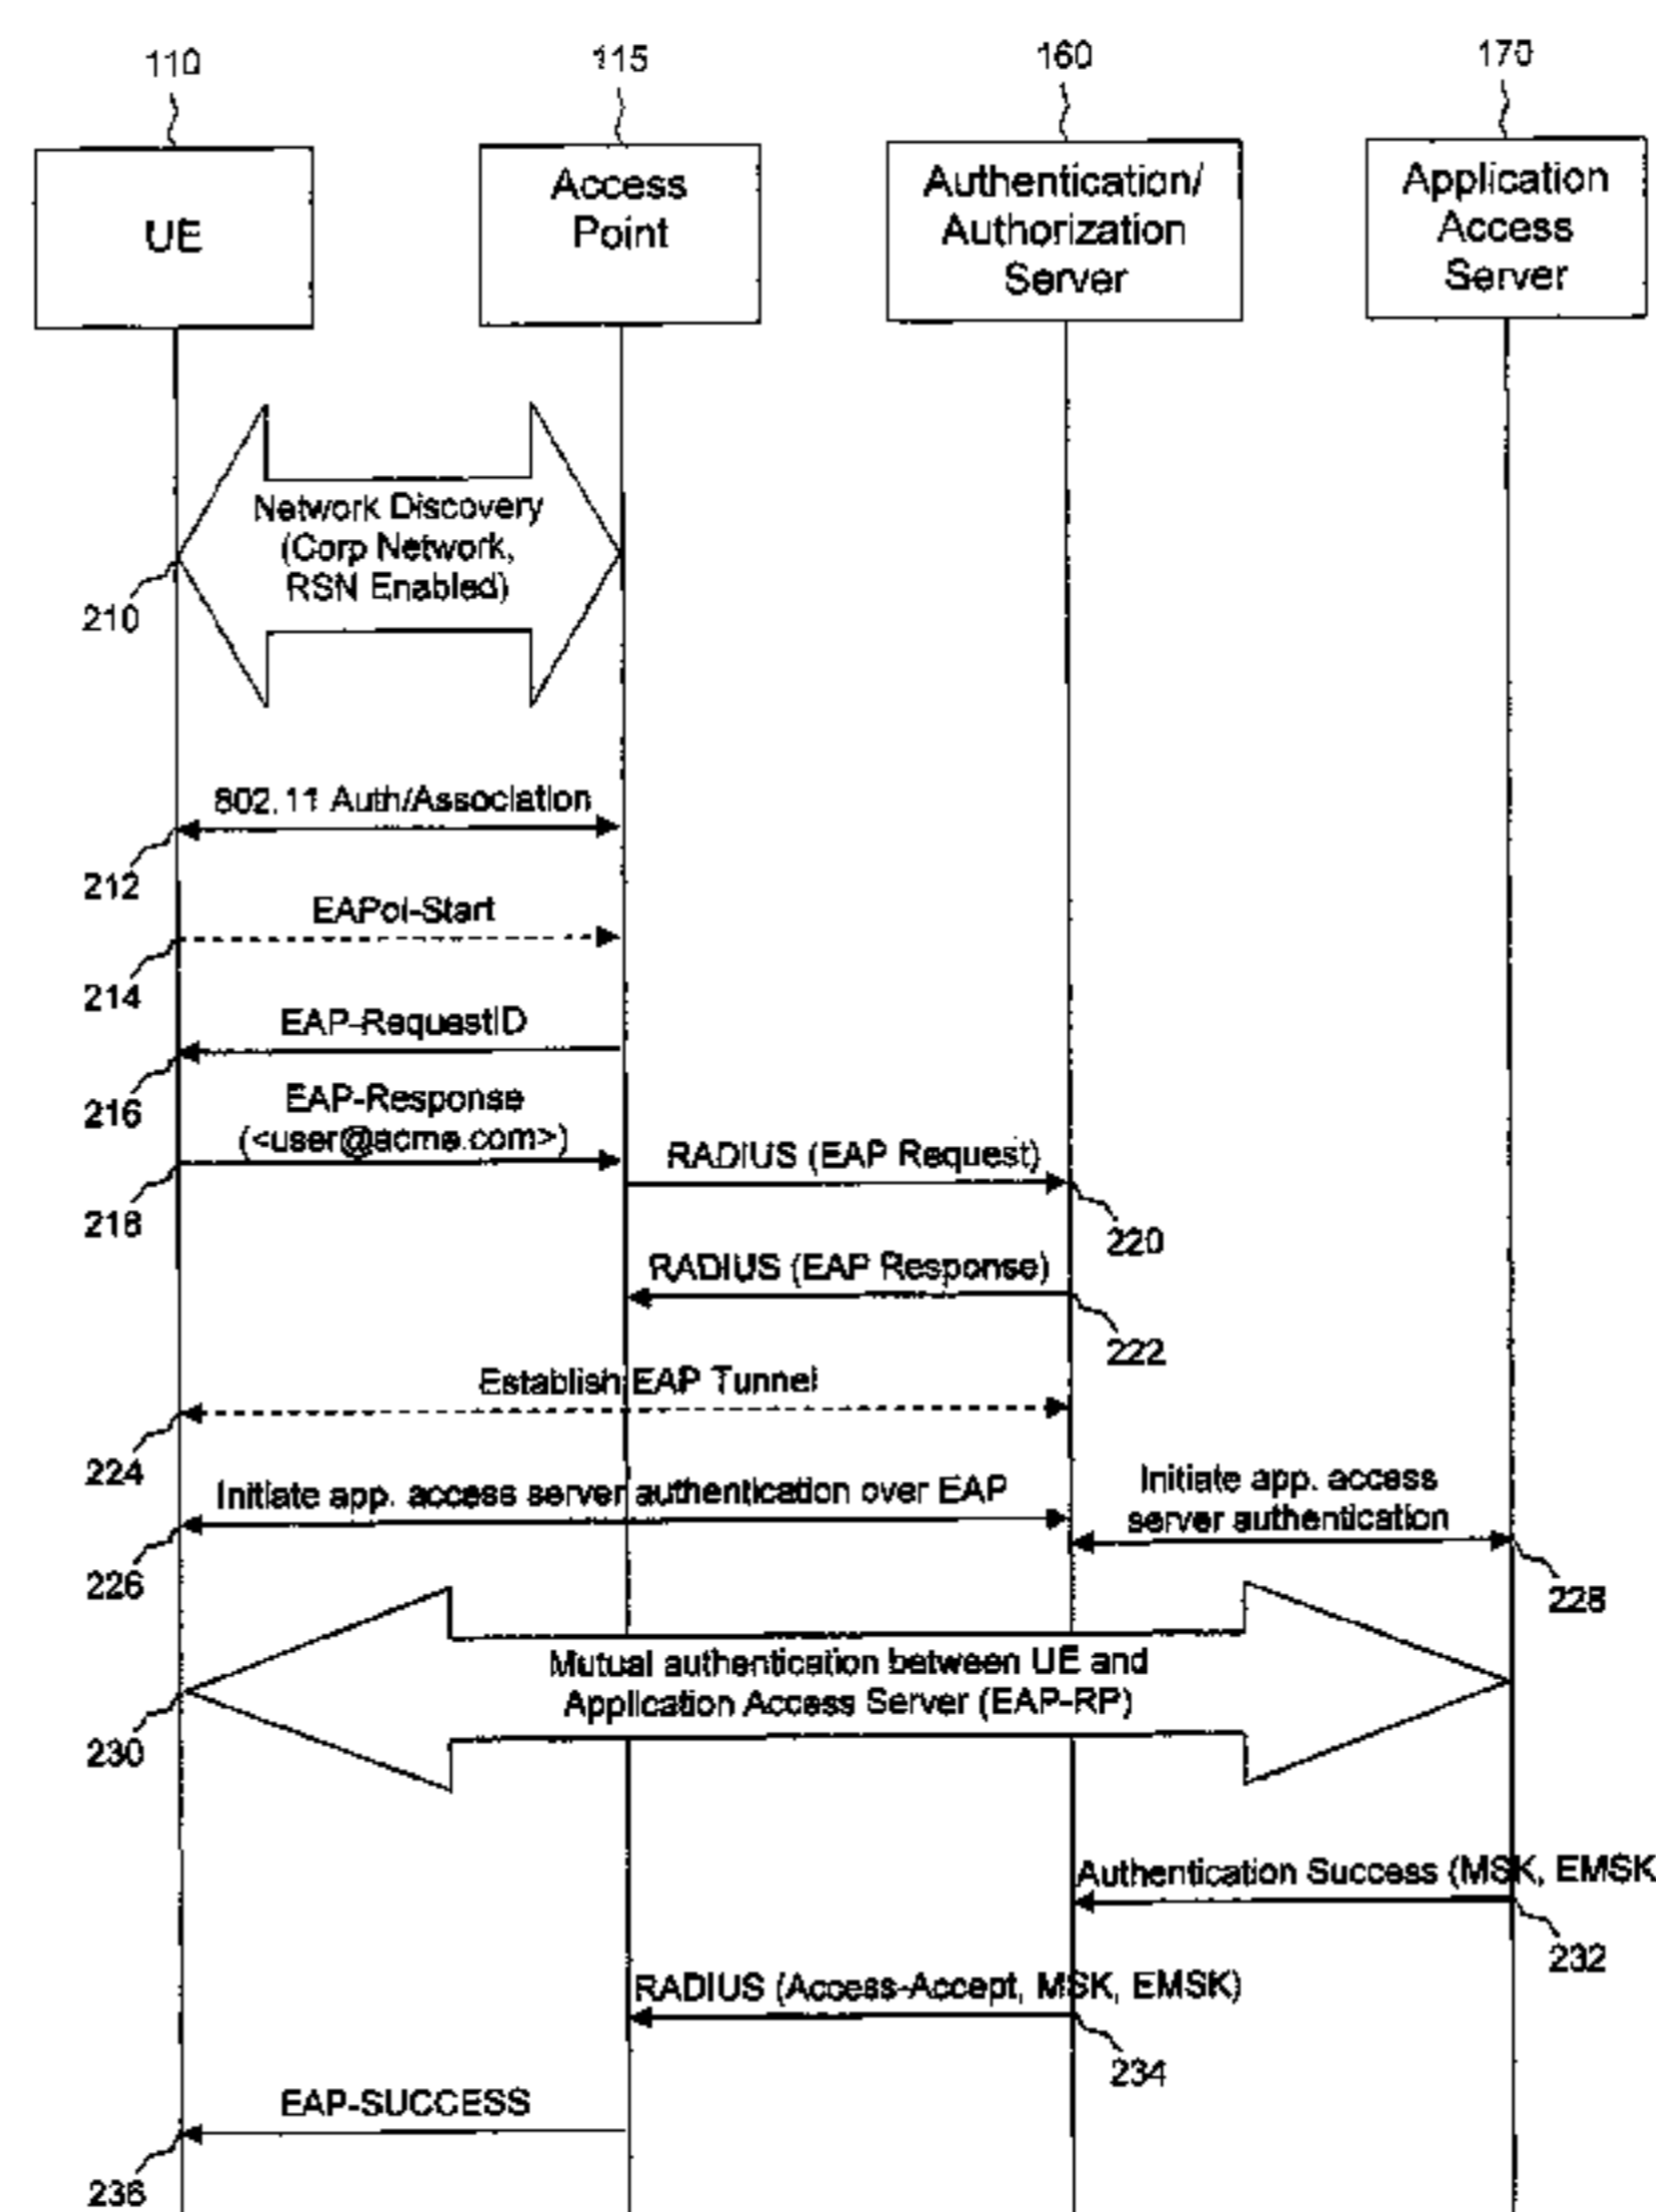 110
115
160
170
UE
Access
Point
Authentication/
Authorization
Server
Application
Access
Server
Network Discovery
(Corp Network,
RSN Enabled)
210
802.11 Auth/Association
212
EAPol-Start
214
EAP-RequestID
216
EAP-Response
(<user@acme.com>)
218
RADIUS (EAP Request)
220
RADIUS (EAP Response)
222
Establish EAP Tunnel
224
Initiate app. access server authentication over EAP
226
Initiate app. access
server authentication
228
Mutual authentication between UE and
Application Access Server (EAP-RP)
230
Authentication Success (MSK, EMSK
232
RADIUS (Access-Accept, MSK, EMSK)
234
EAP-SUCCESS
236